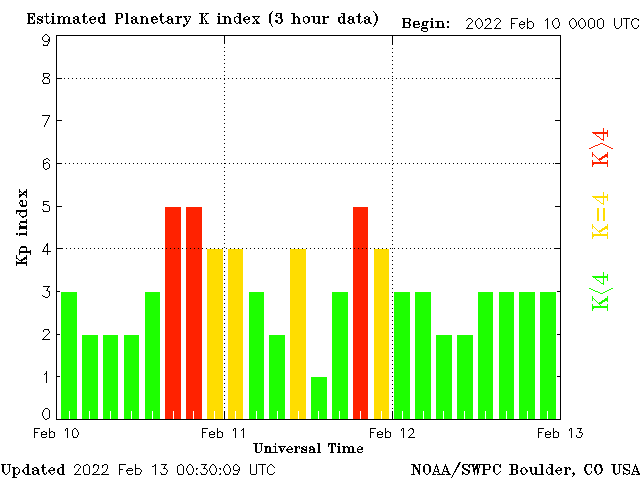 Estimated Planetary K index (3 hour data) Begin: 2022 Feb 10 0000 UTC
9
8
7
6
5
4
3
2
1
0
Kp index
K>4
K=4
K<4
Feb 10 Feb 11 Feb 12 Feb 13
Universal Time
Updated 2022 Feb 13 00:30:09 UTC NOAA/SWPC Boulder, CO USA